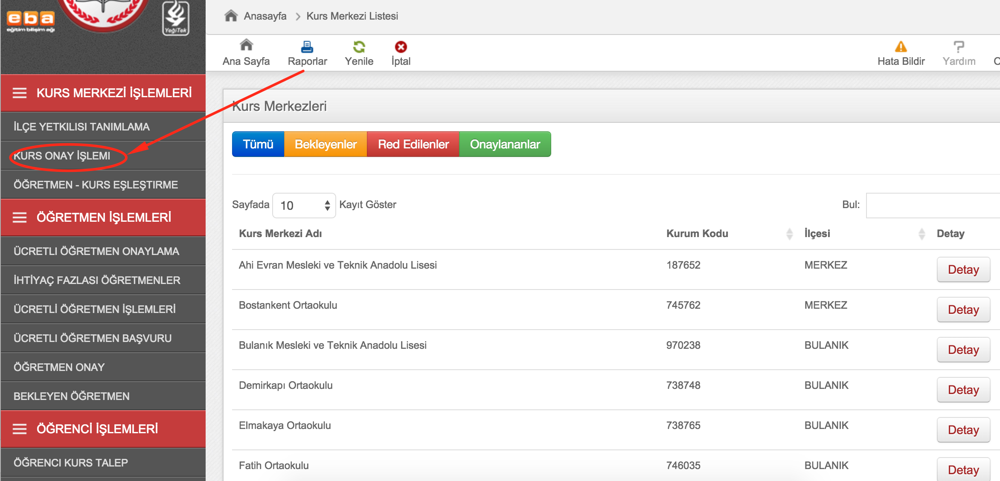 eba
eğitim bilişim ağı
YeğiTek
KURS MERKEZİ İŞLEMLERİ
İLÇE YETKILISI TANIMLAMA
KURS ONAY İŞLEMI
ÖĞRETMEN - KURS EŞLEŞTIRME
ÖĞRETMEN İŞLEMLERİ
ÜCRETLI ÖĞRETMEN ONAYLAMA
İHTİYAÇ FAZLASI ÖĞRETMENLER
ÜCRETLİ ÖĞRETMEN İŞLEMLERİ
ÜCRETLI ÖĞRETMEN BAŞVURU
ÖĞRETMEN ONAY
BEKLEYEN ÖĞRETMEN
ÖĞRENCİ İŞLEMLERİ
ÖĞRENCI KURS TALEP
Anasayfa > Kurs Merkezi Listesi
Ana Sayfa Raporlar Yenile İptal Hata Bildir Yardım
Kurs Merkezleri
Tümü Bekleyenler Red Edilenler Onaylananlar
Sayfada 10 Kayıt Göster Bul:
Kurs Merkezi Adı Kurum Kodu İlçesi Detay
Ahi Evran Mesleki ve Teknik Anadolu Lisesi 187652 MERKEZ Detay
Bostankent Ortaokulu 745762 MERKEZ Detay
Bulanık Mesleki ve Teknik Anadolu Lisesi 970238 BULANIK Detay
Demirkapı Ortaokulu 738748 BULANIK Detay
Elmakaya Ortaokulu 738765 BULANIK Detay
Fatih Ortaokulu 746035 BULANIK Detay